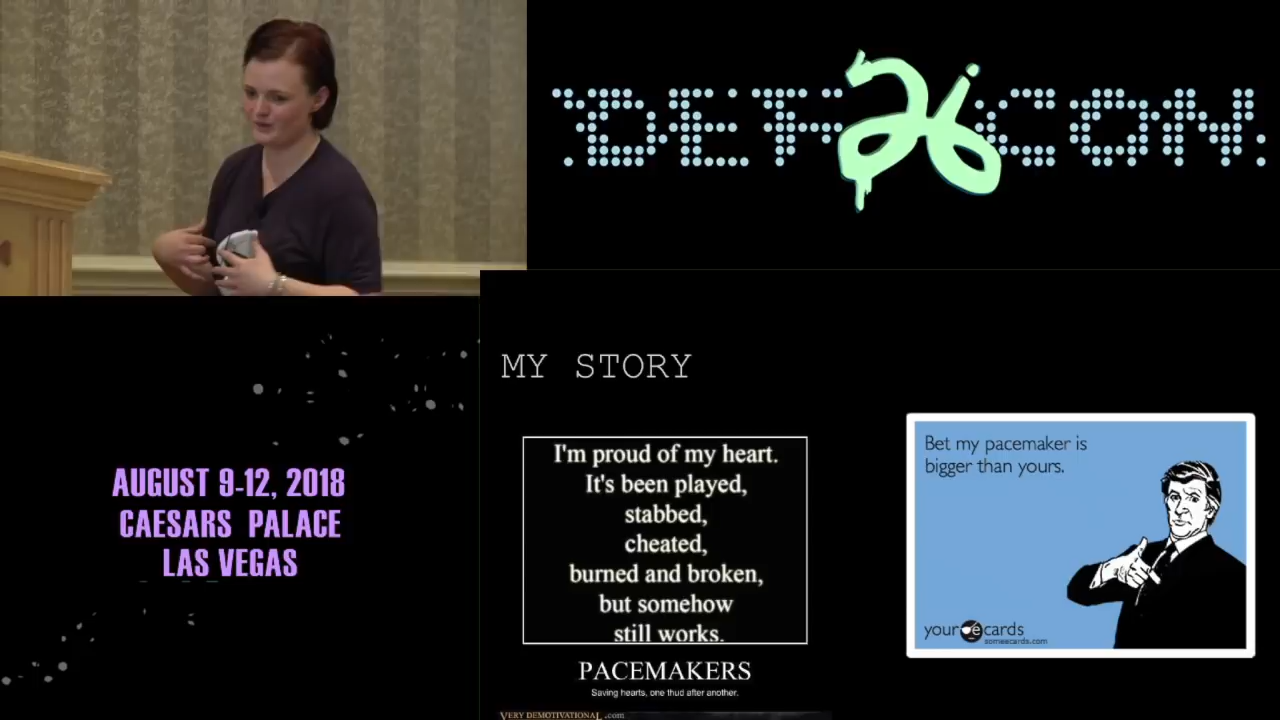 DEF 26 CON
MY STORY
I'm proud of my heart.
It's been played,
stabbed,
cheated,
burned and broken,
but somehow
still works.
PACEMAKERS
Saving hearts, one thud after another.
VERY DEMOTIVATIONAL .com
Bet my pacemaker is
bigger than yours.
your e cards
someecards.com
AUGUST 9-12, 2018
CAESARS PALACE
LAS VEGAS